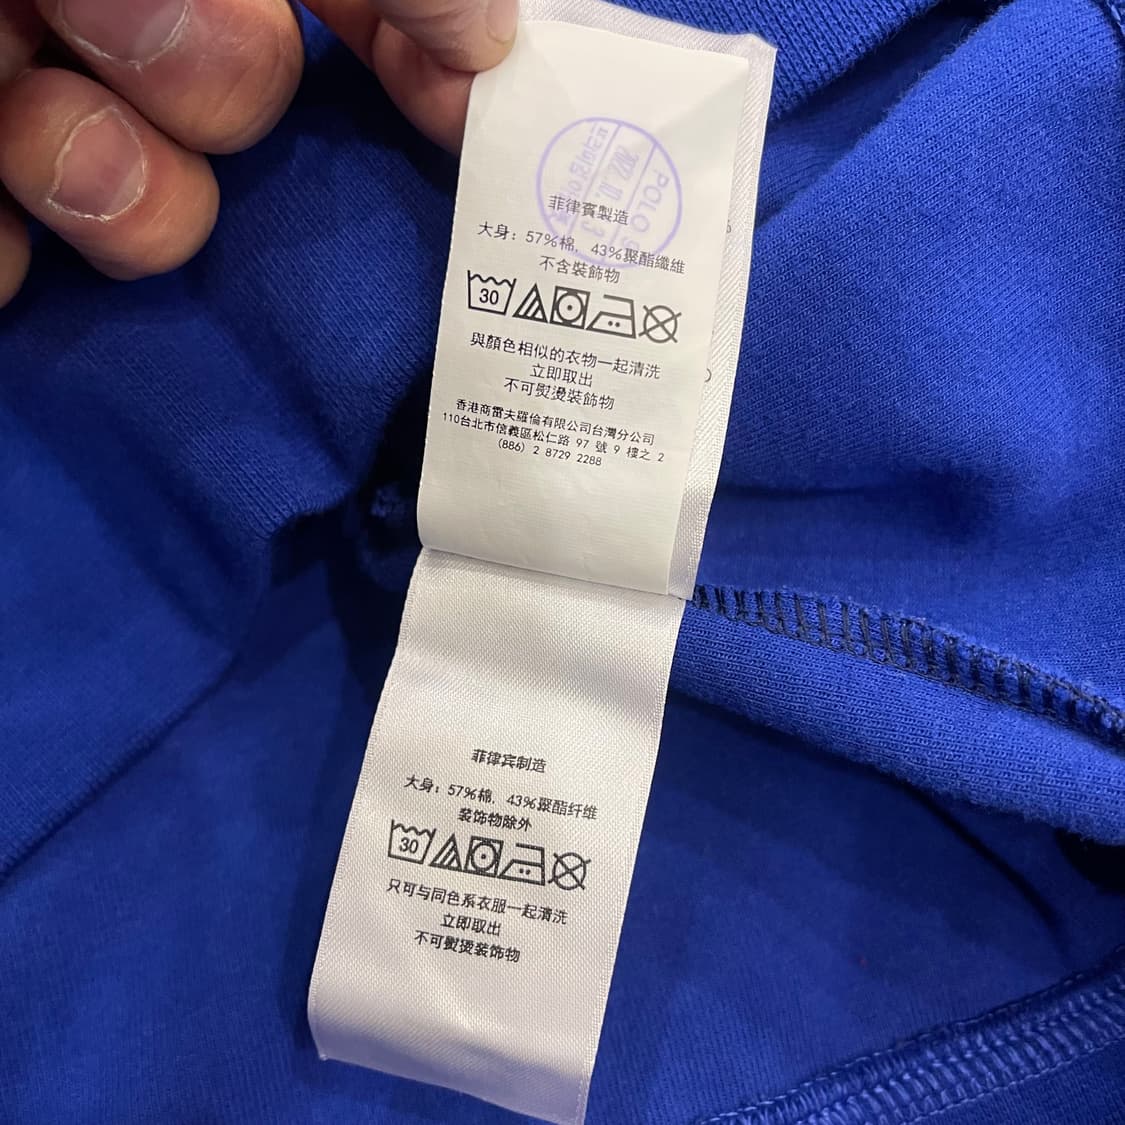 POLO
菲律賓製造
大身：57%棉，43%聚酯纖維
不含裝飾物
30
與顏色相似的衣物一起清洗
立即取出
不可熨燙裝飾物
香港商雷夫羅倫有限公司台灣分公司
110台北市信義區松仁路 97 號 9 樓之 2
(886) 2 8729 2288
菲律宾制造
大身：57%棉，43%聚酯纤维
装饰物除外
30
只可与同色系衣服一起清洗
立即取出
不可熨烫装饰物